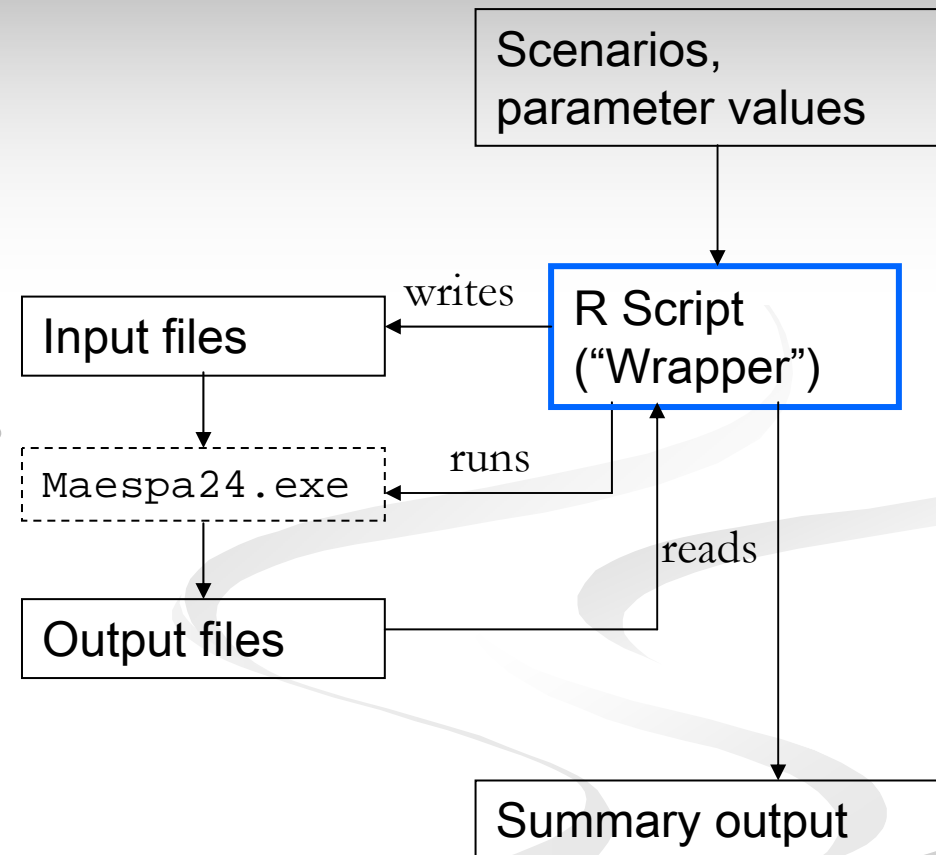 Scenarios,
parameter values
writes
R Script
(“Wrapper”)
Input files
runs
Maespa24.exe
reads
Output files
Summary output